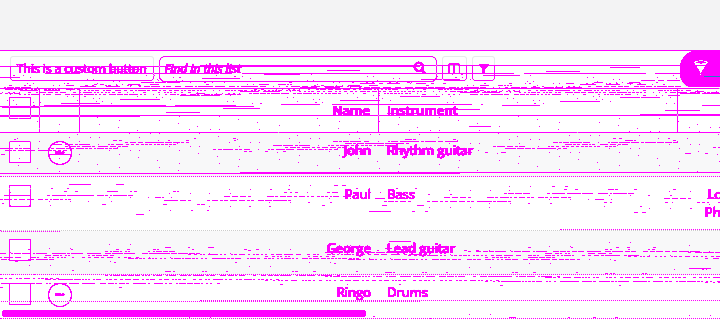 This is a custom button Find in this list
Name Instrument
John Rhythm guitar
Paul Bass Lo
Ph
George Lead guitar
Ringo Drums